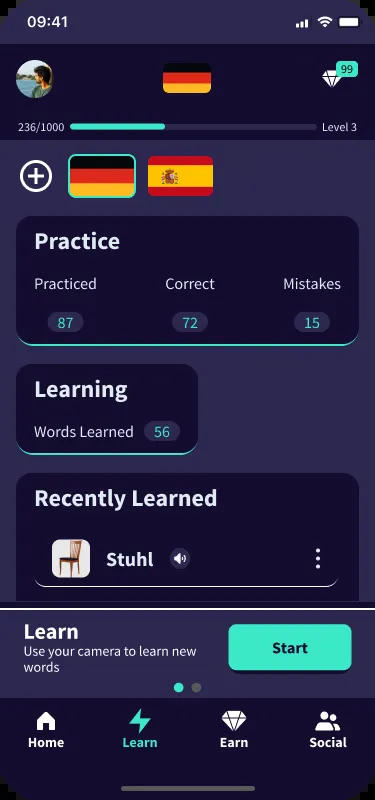 09:41
99
236/1000
Level 3
Practice
Practiced Correct Mistakes
87 72 15
Learning
Words Learned 56
Recently Learned
Stuhl
Learn
Use your camera to learn new
words
Start
Home Learn Earn Social